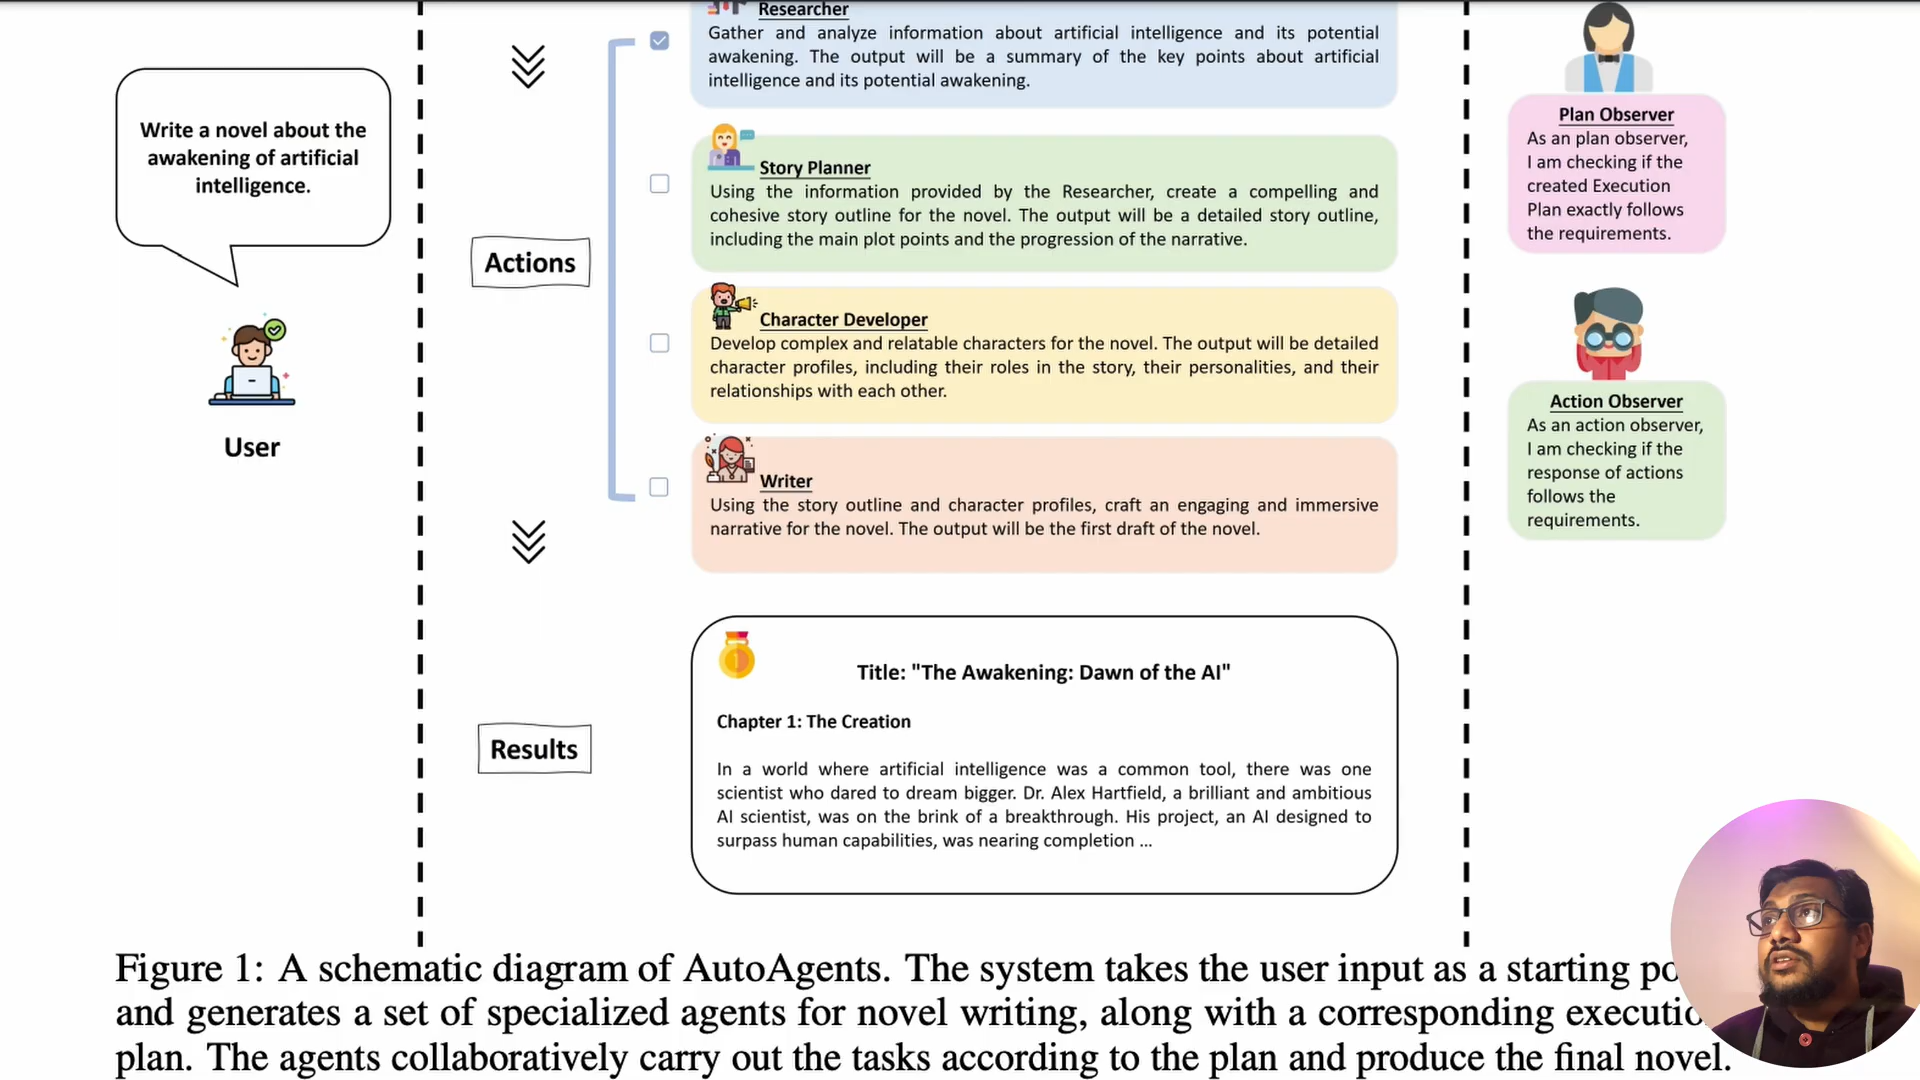 Write a novel about the
awakening of artificial
intelligence.
User
Actions
Results
Researcher
Gather and analyze information about artificial intelligence and its potential
awakening. The output will be a summary of the key points about artificial
intelligence and its potential awakening.
Story Planner
Using the information provided by the Researcher, create a compelling and
cohesive story outline for the novel. The output will be a detailed story outline,
including the main plot points and the progression of the narrative.
Character Developer
Develop complex and relatable characters for the novel. The output will be detailed
character profiles, including their roles in the story, their personalities, and their
relationships with each other.
Writer
Using the story outline and character profiles, craft an engaging and immersive
narrative for the novel. The output will be the first draft of the novel.
Title: "The Awakening: Dawn of the AI"
Chapter 1: The Creation
In a world where artificial intelligence was a common tool, there was one
scientist who dared to dream bigger. Dr. Alex Hartfield, a brilliant and ambitious
AI scientist, was on the brink of a breakthrough. His project, an AI designed to
surpass human capabilities, was nearing completion ...
Plan Observer
As an plan observer,
I am checking if the
created Execution
Plan exactly follows
the requirements.
Action Observer
As an action observer,
I am checking if the
response of actions
follows the
requirements.
Figure 1: A schematic diagram of AutoAgents. The system takes the user input as a starting
and generates a set of specialized agents for novel writing, along with a corresponding
plan. The agents collaboratively carry out the tasks according to the plan and produce the final novel.